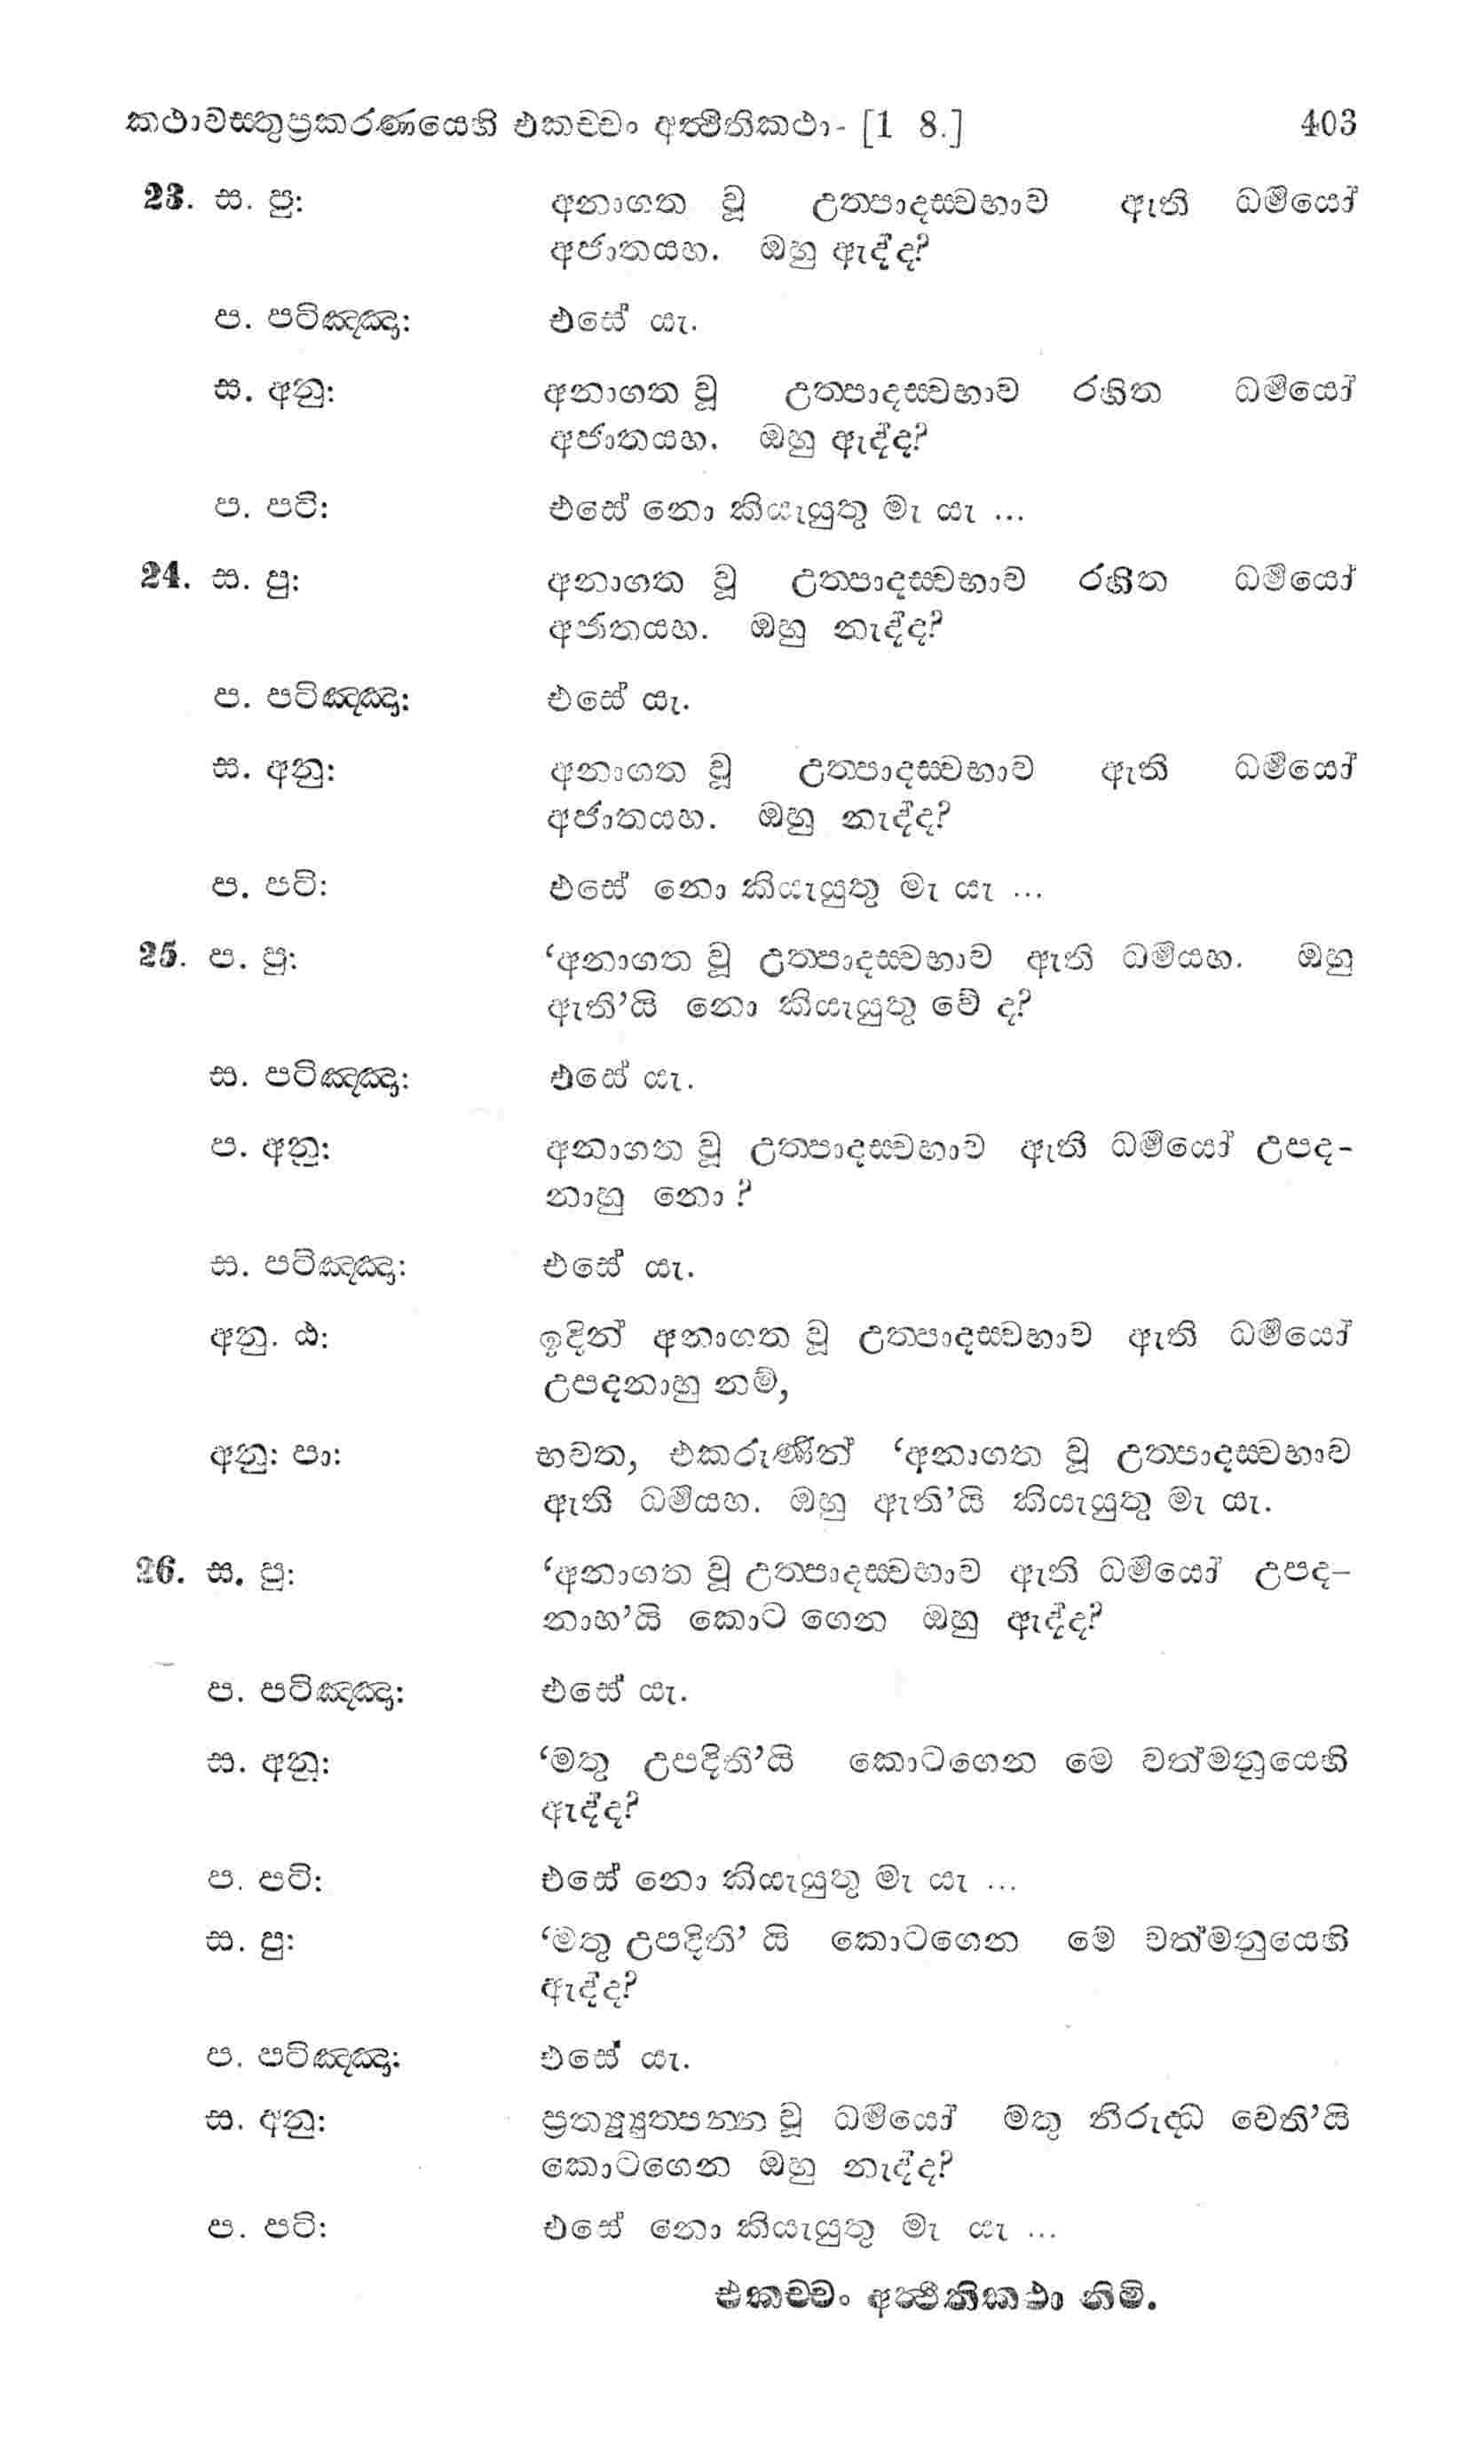 කථාවස්තුප්‍රකරණයෙහි එකච්චං අත්ථීතිකථා- [1 8.] 403
23. ස. පු: අනාගත වූ උත්පාදස්වභාව ඇති ධර්මයෝ
අජාතයහ. ඔහු ඇද්ද?
ප. පටිඤ්ඤා: එසේ යැ.
ස. අනු: අනාගත වූ උත්පාදස්වභාව රහිත ධර්මයෝ
අජාතයහ. ඔහු ඇද්ද?
ප. පටි: එසේ නො කියැයුතු මැ යැ ...
24. ස. පු: අනාගත වූ උත්පාදස්වභාව රහිත ධර්මයෝ
අජාතයහ. ඔහු නැද්ද?
ප. පටිඤ්ඤා: එසේ යැ.
ස. අනු: අනාගත වූ උත්පාදස්වභාව ඇති ධර්මයෝ
අජාතයහ. ඔහු නැද්ද?
ප. පටි: එසේ නො කියැයුතු මැ යැ ...
25. ප. පු: ‘අනාගත වූ උත්පාදස්වභාව ඇති ධර්මයහ. ඔහු
ඇති’යි නො කියැයුතු වේ ද?
ස. පටිඤ්ඤා: එසේ යැ.
ප. අනු: අනාගත වූ උත්පාදස්වභාව ඇති ධර්මයෝ උපද-
නාහු නො ?
ස. පටිඤ්ඤා: එසේ යැ.
අනු. ඨ: ඉදින් අනාගත වූ උත්පාදස්වභාව ඇති ධර්මයෝ
උපදනාහු නම්,
අනු: පා: භවත, එකරුණින් ‘අනාගත වූ උත්පාදස්වභාව
ඇති ධර්මයහ. ඔහු ඇති’යි කියැයුතු මැ යැ.
26. ස. පු: ‘අනාගත වූ උත්පාදස්වභාව ඇති ධර්මයෝ උපද-
නාහ’යි කොට ගෙන ඔහු ඇද්ද?
ප. පටිඤ්ඤා: එසේ යැ.
ස. අනු: ‘මතු උපදිති’යි කොටගෙන මෙ වත්මනුයෙහි
ඇද්ද?
ප. පටි: එසේ නො කියැයුතු මැ යැ ...
ස. පු: ‘මතු උපදිති’ යි කොටගෙන මේ වත්මනුයෙහි
ඇද්ද?
ප. පටිඤ්ඤා: එසේ යැ.
ස. අනු: ප්‍රත්‍යුත්පන්න වූ ධර්මයෝ මතු නිරුද්ධ වෙති’යි
කොටගෙන ඔහු නැද්ද?
ප. පටි: එසේ නො කියැයුතු මැ යැ ...
එකච්චං අත්ථීතිකථා නිමි.